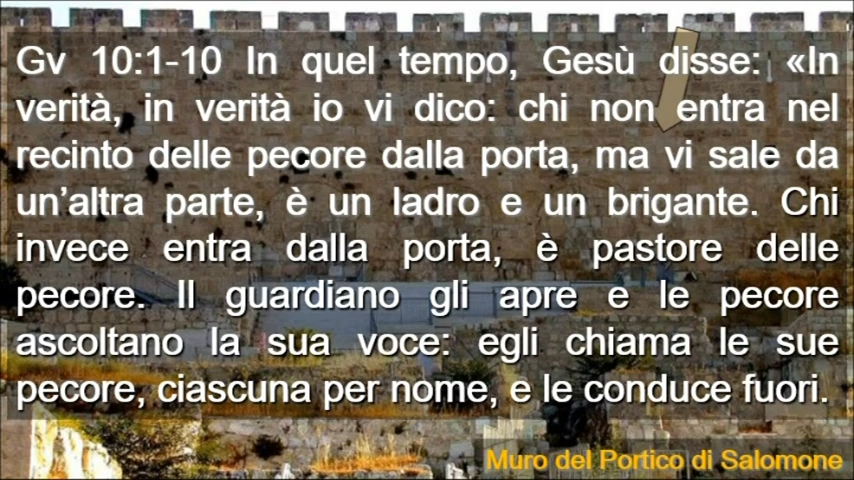 Gv 10:1-10 In quel tempo, Gesù disse: «In
verità, in verità io vi dico: chi non entra nel
recinto delle pecore dalla porta, ma vi sale da
un’altra parte, è un ladro e un brigante. Chi
invece entra dalla porta, è pastore delle
pecore. Il guardiano gli apre e le pecore
ascoltano la sua voce: egli chiama le sue
pecore, ciascuna per nome, e le conduce fuori.
Muro del Portico di Salomone